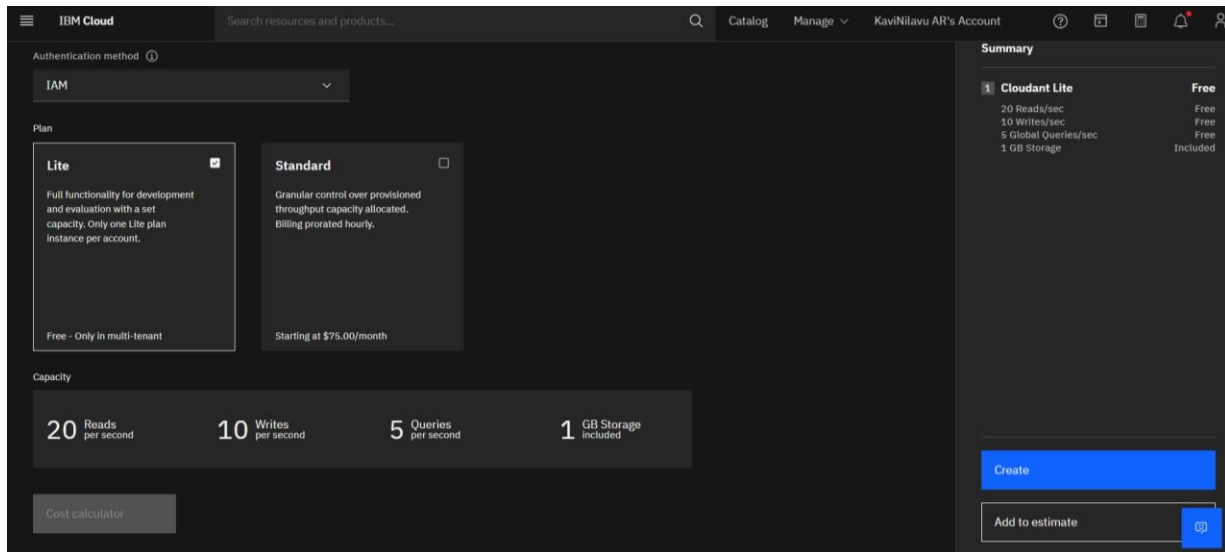 IBM Cloud
Search resources and products...
Catalog
Manage
KaviNilavu AR's Account
Authentication method
IAM
Plan
Lite
Full functionality for development
and evaluation with a set
capacity. Only one Lite plan
instance per account.
Free - Only in multi-tenant
Standard
Granular control over provisioned
throughput capacity allocated.
Billing prorated hourly.
Starting at $75.00/month
Capacity
20 Reads
per second
10 Writes
per second
5 Queries
per second
1 GB Storage
included
Cost calculator
Summary
1 Cloudant Lite Free
20 Reads/sec Free
10 Writes/sec Free
5 Global Queries/sec Free
1 GB Storage Included
Create
Add to estimate